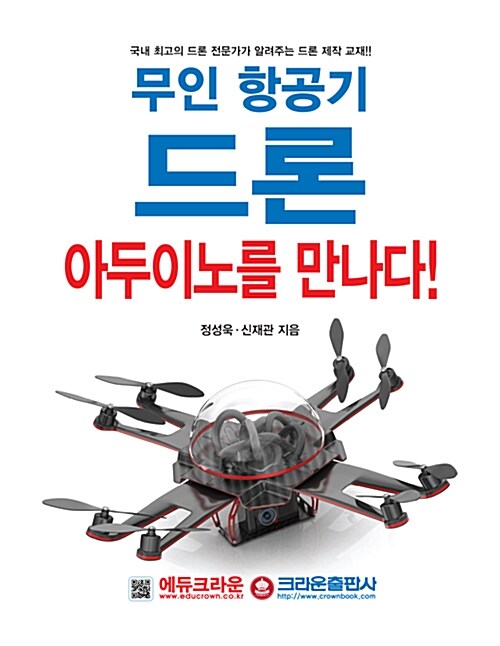 국내 최고의 드론 전문가가 알려주는 드론 제작 교재!!
무인 항공기
드론
아두이노를 만나다!
정성욱·신재관 지음
에듀크라운
www.educrown.co.kr
크라운출판사
http://www.crownbook.com